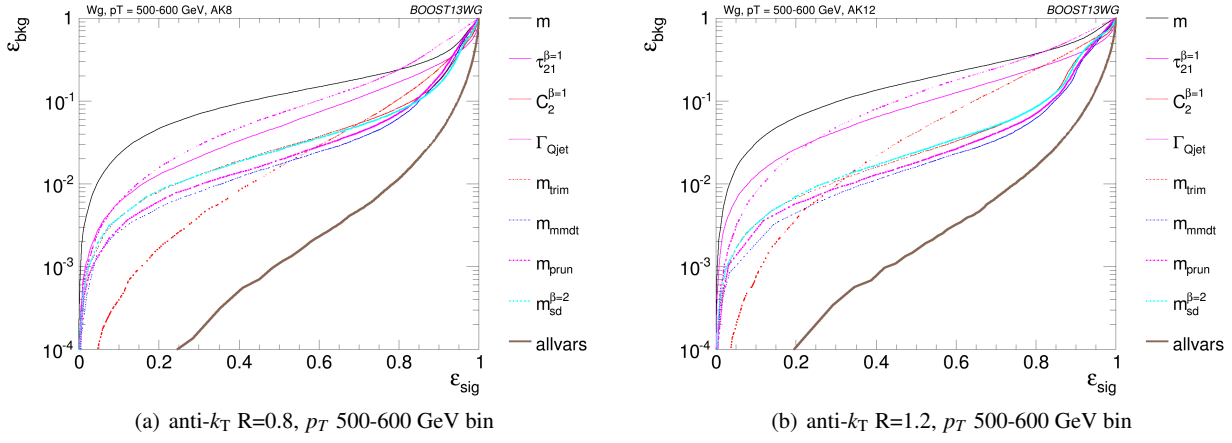 Wg, pT = 500-600 GeV, AK8
BOOST13WG
ε_bkg
1
10^-1
10^-2
10^-3
10^-4
0
0.2
0.4
0.6
0.8
1
ε_sig
m
τ_21^β=1
C_2^β=1
Γ_Qjet
m_trim
m_mmdt
m_prun
m_sd^β=2
allvars
(a) anti-k_T R=0.8, p_T 500-600 GeV bin
Wg, pT = 500-600 GeV, AK12
BOOST13WG
ε_bkg
1
10^-1
10^-2
10^-3
10^-4
0
0.2
0.4
0.6
0.8
1
ε_sig
m
τ_21^β=1
C_2^β=1
Γ_Qjet
m_trim
m_mmdt
m_prun
m_sd^β=2
allvars
(b) anti-k_T R=1.2, p_T 500-600 GeV bin